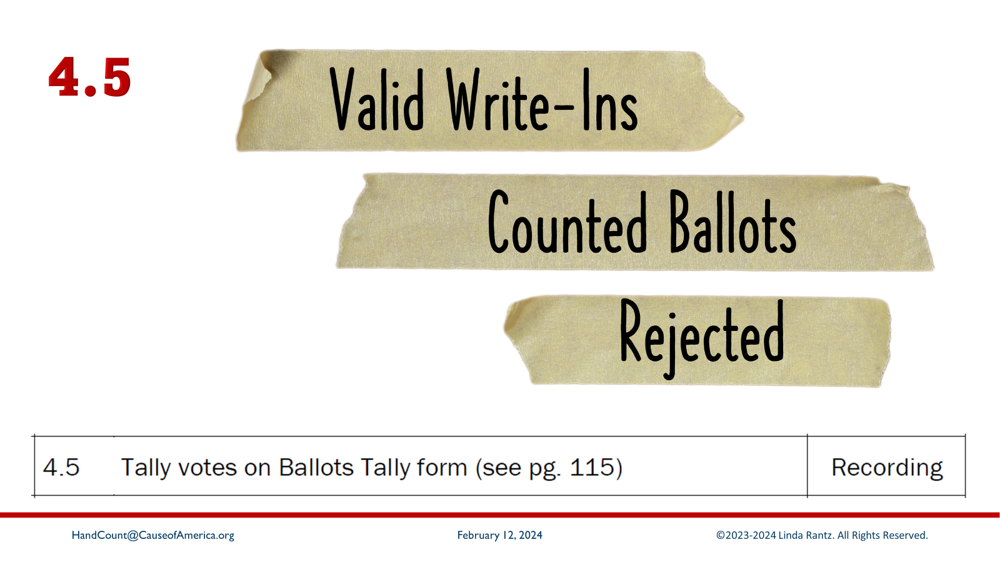 4.5
Valid Write-Ins
Counted Ballots
Rejected
4.5 Tally votes on Ballots Tally form (see pg. 115) Recording
HandCount@CauseofAmerica.org February 12, 2024 ©2023-2024 Linda Rantz. All Rights Reserved.